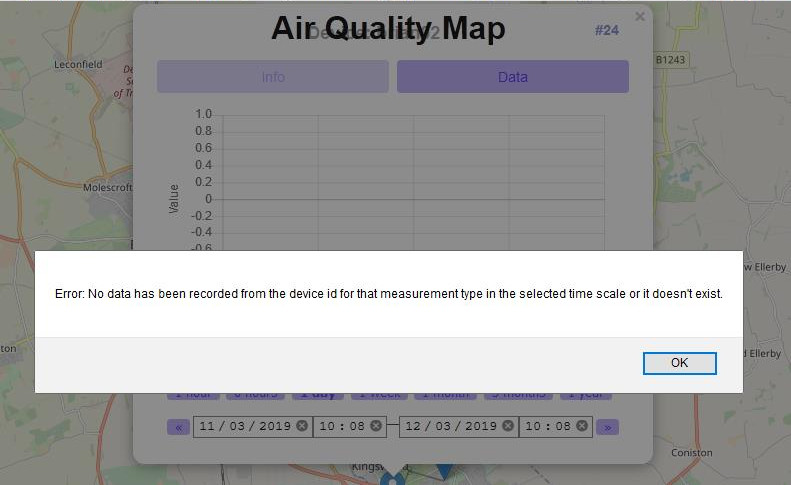 Air Quality Map
#24
×
B1243
Leconfield
Info
Data
1.0
0.8
0.6
0.4
0.2
0
-0.2
-0.4
-0.6
Value
Molescroft
Error: No data has been recorded from the device id for that measurement type in the selected time scale or it doesn't exist.
OK
w Ellerby
Ellerby
ton
1 hour 6 hours 1 day 1 week 1 month 3 months 1 year
« 11 / 03 / 2019 10 : 08 — 12 / 03 / 2019 10 : 08 »
Coniston